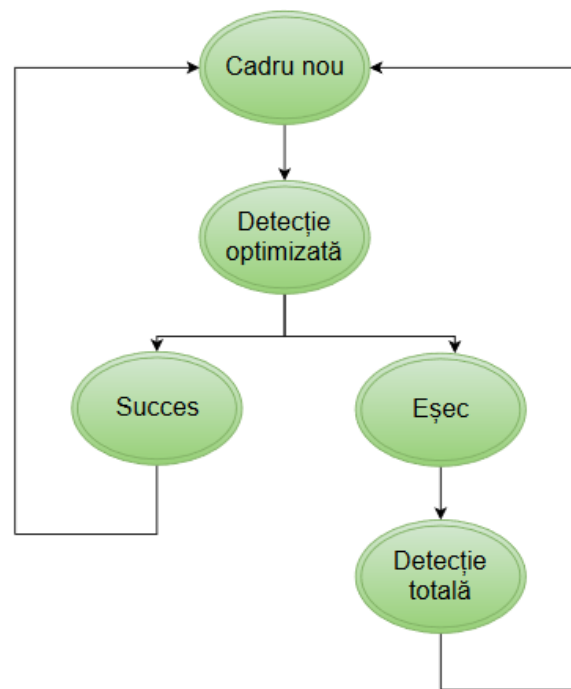 Cadru nou
Detecție
optimizată
Succes
Eșec
Detecție
totală